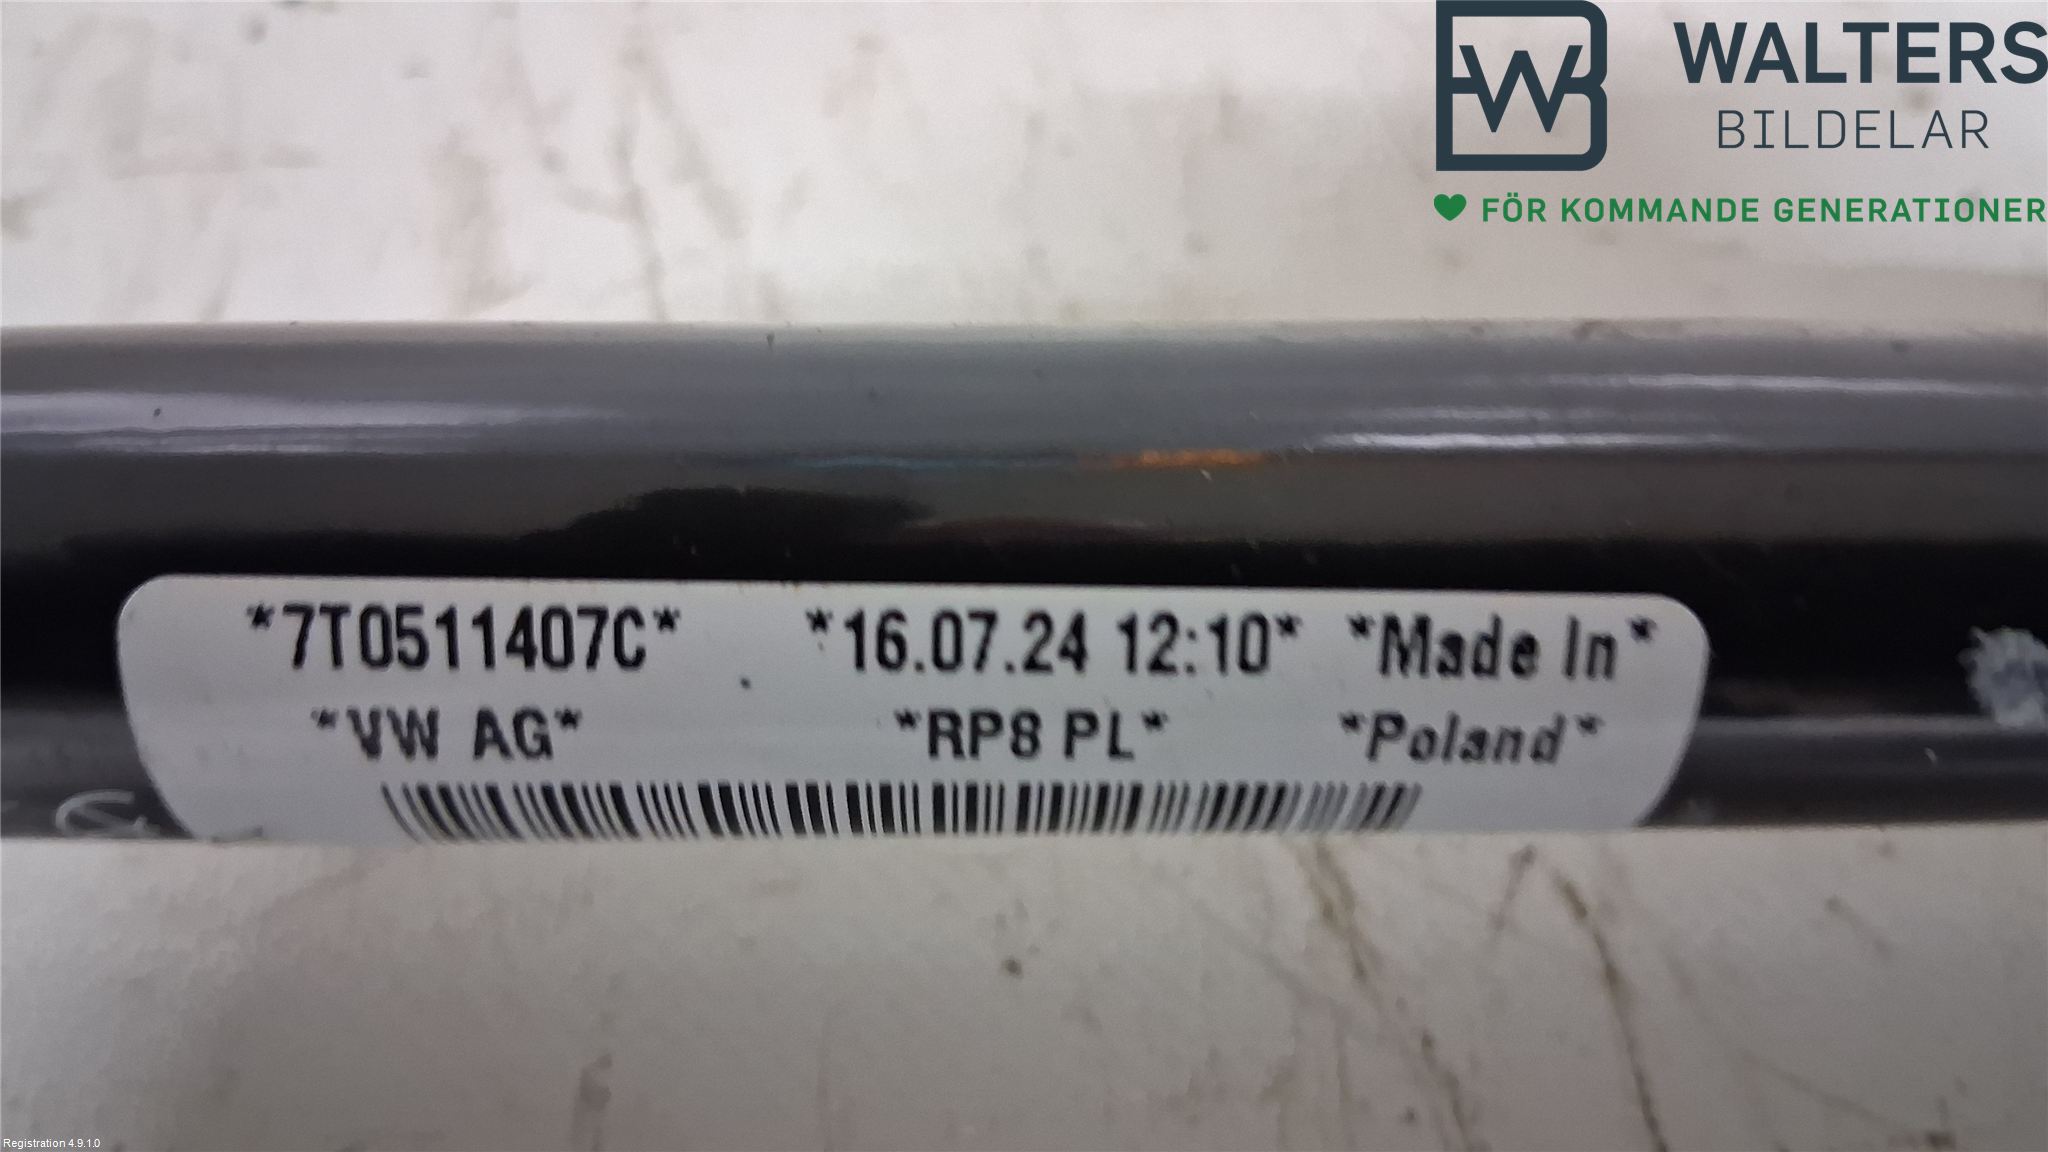 WALTERS
BILDELAR
FÖR KOMMANDE GENERATIONER
*7T0511407C* *16.07.24 12:10* *Made In*
*VW AG* *RP8 PL* *Poland*
Registration 4.9.1.0